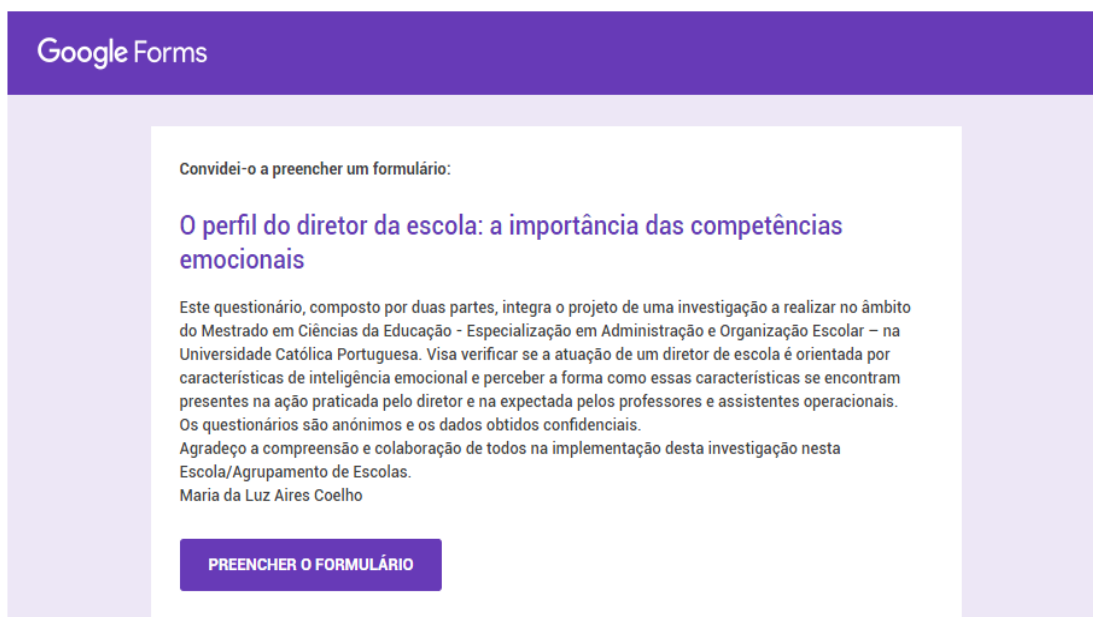 Google Forms
Convidei-o a preencher um formulário:
O perfil do diretor da escola: a importância das competências
emocionais
Este questionário, composto por duas partes, integra o projeto de uma investigação a realizar no âmbito
do Mestrado em Ciências da Educação - Especialização em Administração e Organização Escolar – na
Universidade Católica Portuguesa. Visa verificar se a atuação de um diretor de escola é orientada por
características de inteligência emocional e perceber a forma como essas características se encontram
presentes na ação praticada pelo diretor e na expectada pelos professores e assistentes operacionais.
Os questionários são anónimos e os dados obtidos confidenciais.
Agradeço a compreensão e colaboração de todos na implementação desta investigação nesta
Escola/Agrupamento de Escolas.
Maria da Luz Aires Coelho
PREENCHER O FORMULÁRIO